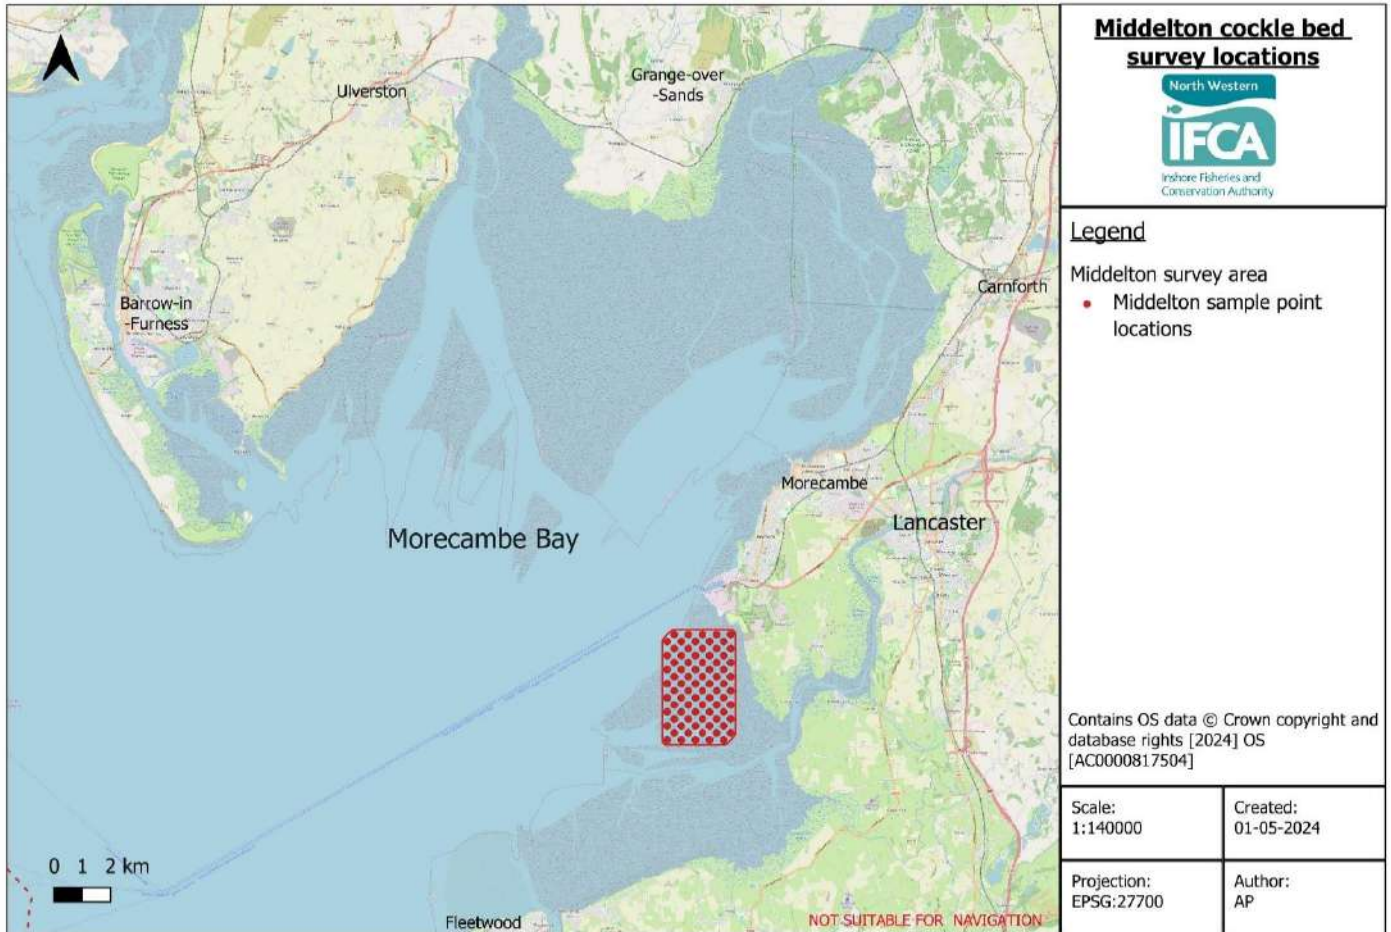 Middelton cockle bed
survey locations
North Western
IFCA
Inshore Fisheries and
Conservation Authority
Legend
Middelton survey area
Middelton sample point
locations
Contains OS data © Crown copyright and
database rights [2024] OS
[AC0000817504]
Scale:
1:140000
Created:
01-05-2024
Projection:
EPSG:27700
Author:
AP
Ulverston
Grange-over
-Sands
Barrow-in
-Furness
Carnforth
Morecambe
Lancaster
Morecambe Bay
0 1 2 km
Fleetwood
NOT SUITABLE FOR NAVIGATION